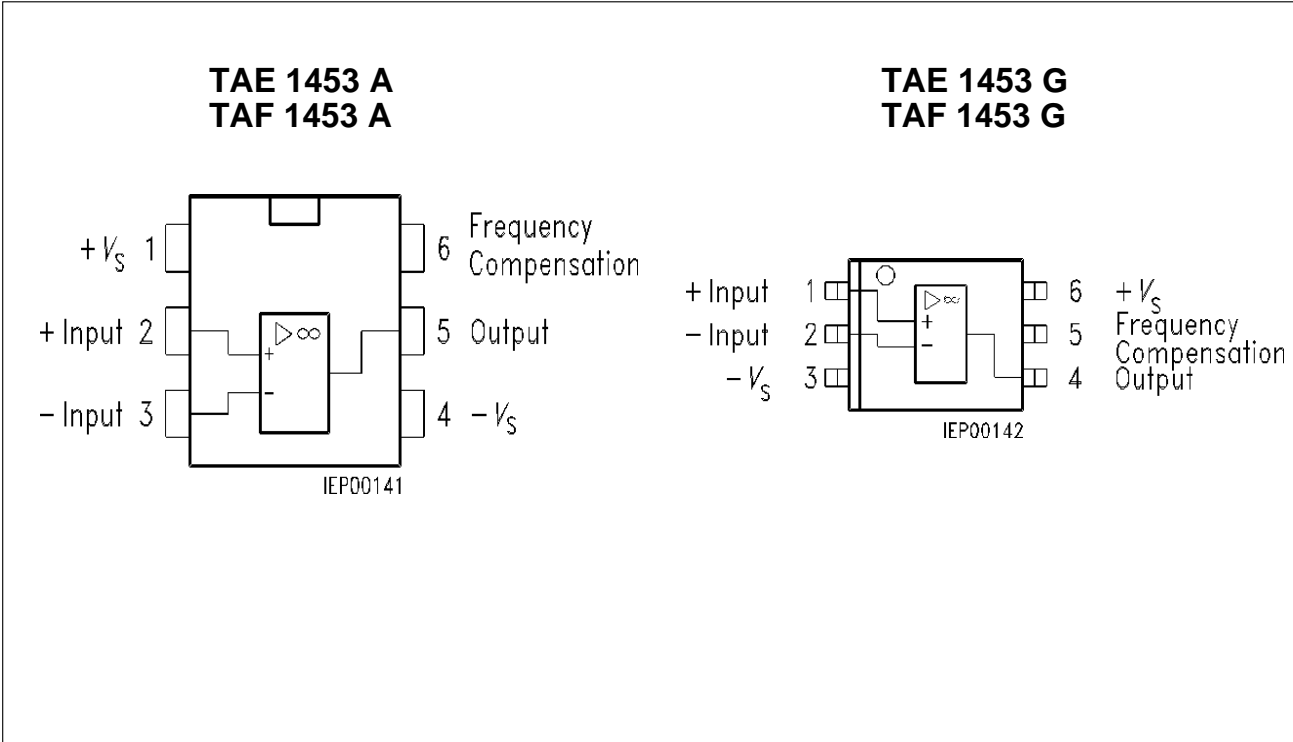 TAE 1453 A
TAF 1453 A
+VS 1
6 Frequency
Compensation
+ Input 2
▷∞
+
−
5 Output
− Input 3
4 −VS
IEP00141
TAE 1453 G
TAF 1453 G
+ Input 1
▷∞
+
−
6 +VS
− Input 2
5 Frequency
Compensation
−VS 3
4 Output
IEP00142